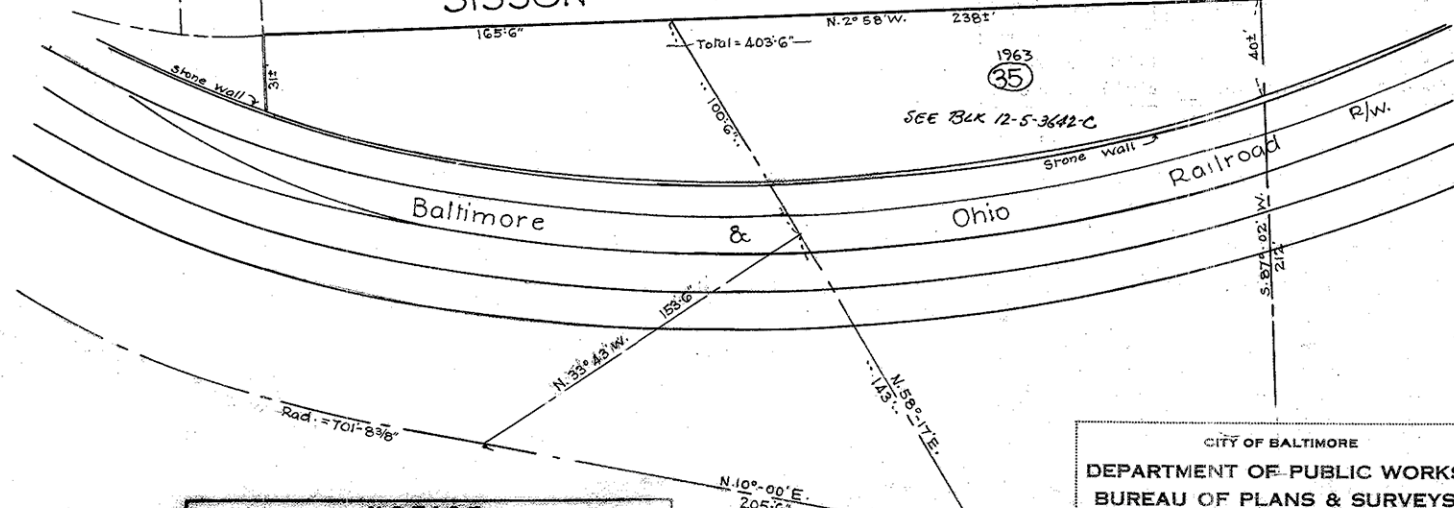 SISSON
165'6"
N. 2° 58' W. 238±'
Total = 403'6"
31±'
40±'
1963
35
SEE BLK 12-5-3642-C
stone wall
100'6"
stone wall
Railroad R/W.
Baltimore & Ohio
S. 87° 02' W.
212'
153'6"
N. 33° 43' W.
N. 58°-17' E.
143'
Rad. = 701'-8 3/8"
N. 10°-00' E.
205'6"
CITY OF BALTIMORE
DEPARTMENT OF PUBLIC WORKS
BUREAU OF PLANS & SURVEYS